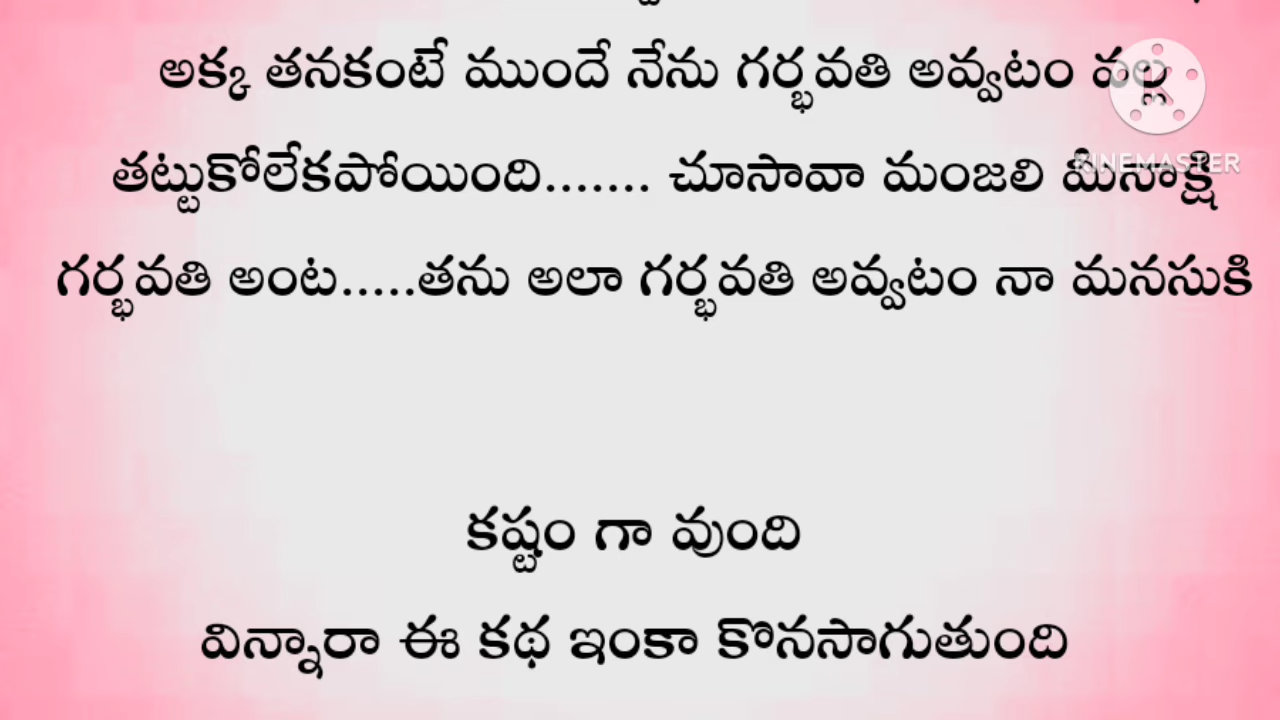 అక్క తనకంటే ముందే నేను గర్భవతి అవ్వటం వల్ల
తట్టుకోలేకపోయింది....... చూసావా మంజలి మీనాక్షి
KINEMASTER
గర్భవతి అంట.....తను అలా గర్భవతి అవ్వటం నా మనసుకి
కష్టం గా వుంది
విన్నారా ఈ కథ ఇంకా కొనసాగుతుంది